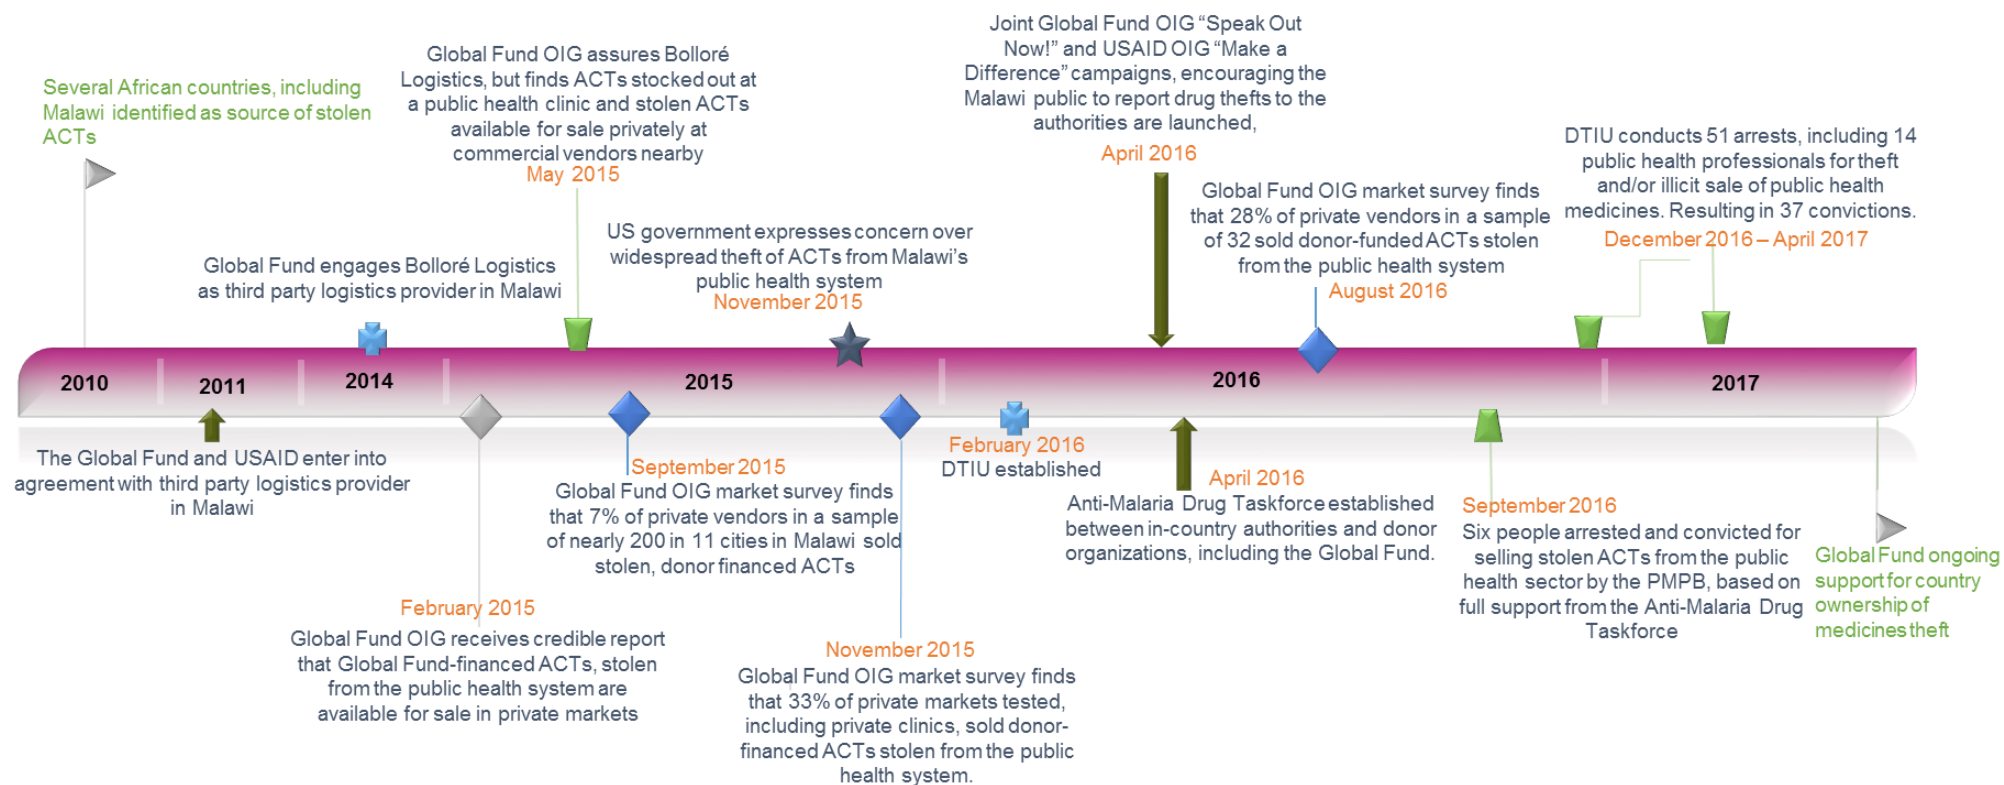 Several African countries, including
Malawi identified as source of stolen
ACTs
Global Fund engages Bolloré Logistics
as third party logistics provider in Malawi
Global Fund OIG assures Bolloré
Logistics, but finds ACTs stocked out at
a public health clinic and stolen ACTs
available for sale privately at
commercial vendors nearby
May 2015
US government expresses concern over
widespread theft of ACTs from Malawi's
public health system
November 2015
Joint Global Fund OIG “Speak Out
Now!” and USAID OIG “Make a
Difference” campaigns, encouraging the
Malawi public to report drug thefts to the
authorities are launched,
April 2016
Global Fund OIG market survey finds
that 28% of private vendors in a sample
of 32 sold donor-funded ACTs stolen
from the public health system
August 2016
DTIU conducts 51 arrests, including 14
public health professionals for theft
and/or illicit sale of public health
medicines. Resulting in 37 convictions.
December 2016 – April 2017
2010
2011
2014
2015
2016
2017
The Global Fund and USAID enter into
agreement with third party logistics provider
in Malawi
February 2015
Global Fund OIG receives credible report
that Global Fund-financed ACTs, stolen
from the public health system are
available for sale in private markets
September 2015
Global Fund OIG market survey finds
that 7% of private vendors in a sample
of nearly 200 in 11 cities in Malawi sold
stolen, donor financed ACTs
November 2015
Global Fund OIG market survey finds
that 33% of private markets tested,
including private clinics, sold donor-
financed ACTs stolen from the public
health system.
February 2016
DTIU established
April 2016
Anti-Malaria Drug Taskforce established
between in-country authorities and donor
organizations, including the Global Fund.
September 2016
Six people arrested and convicted for
selling stolen ACTs from the public
health sector by the PMPB, based on
full support from the Anti-Malaria Drug
Taskforce
Global Fund ongoing
support for country
ownership of
medicines theft